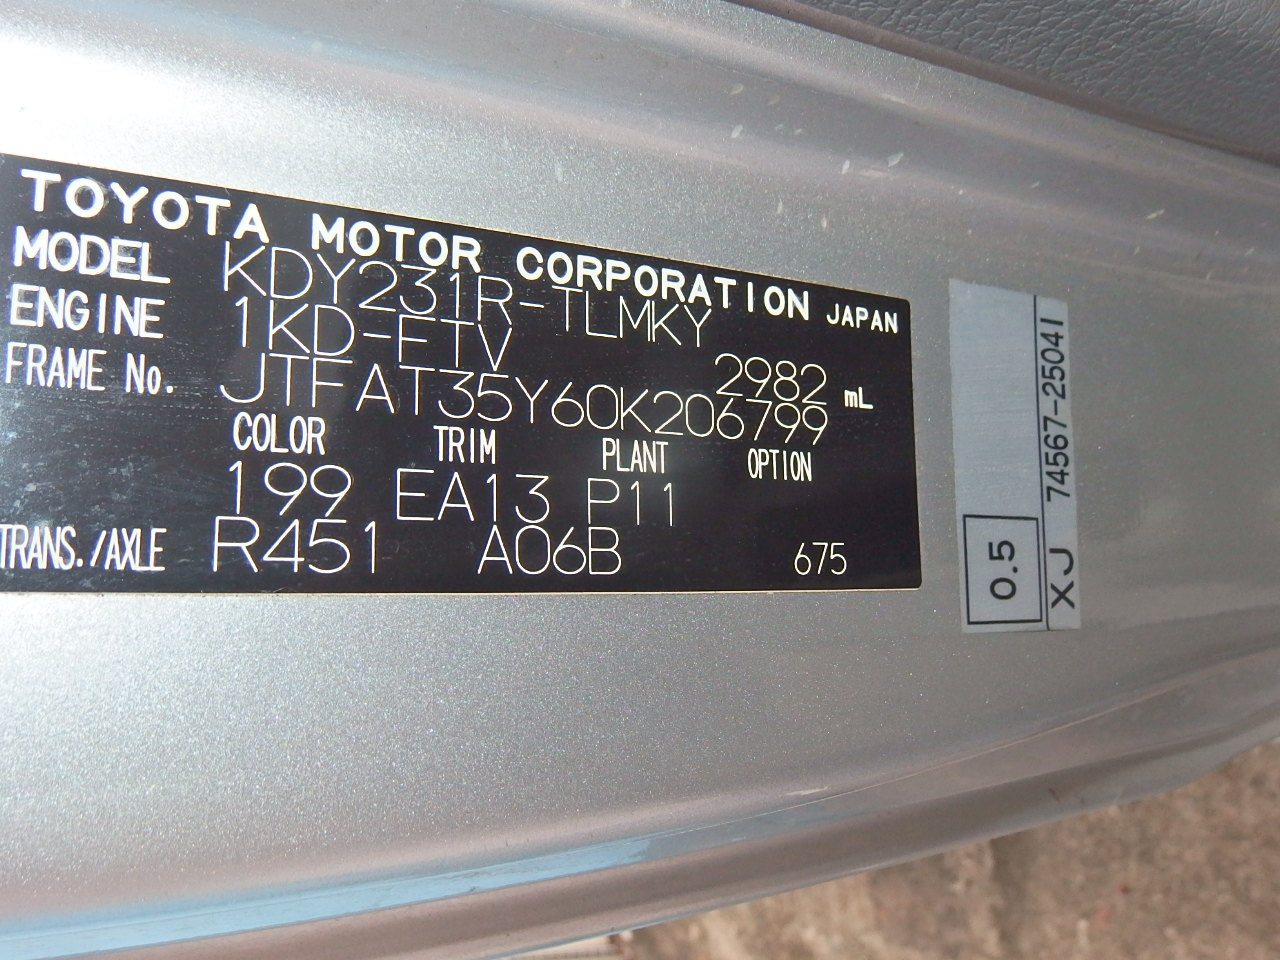 TOYOTA MOTOR CORPORATION JAPAN
MODEL KDY231R-TLMKY
ENGINE 1KD-FTV 2982 mL
FRAME No. JTFAT35Y60K206799
COLOR TRIM PLANT OPTION
199 EA13 P11
TRANS./AXLE R451 A06B 675
74567-25041
0.5
XJ